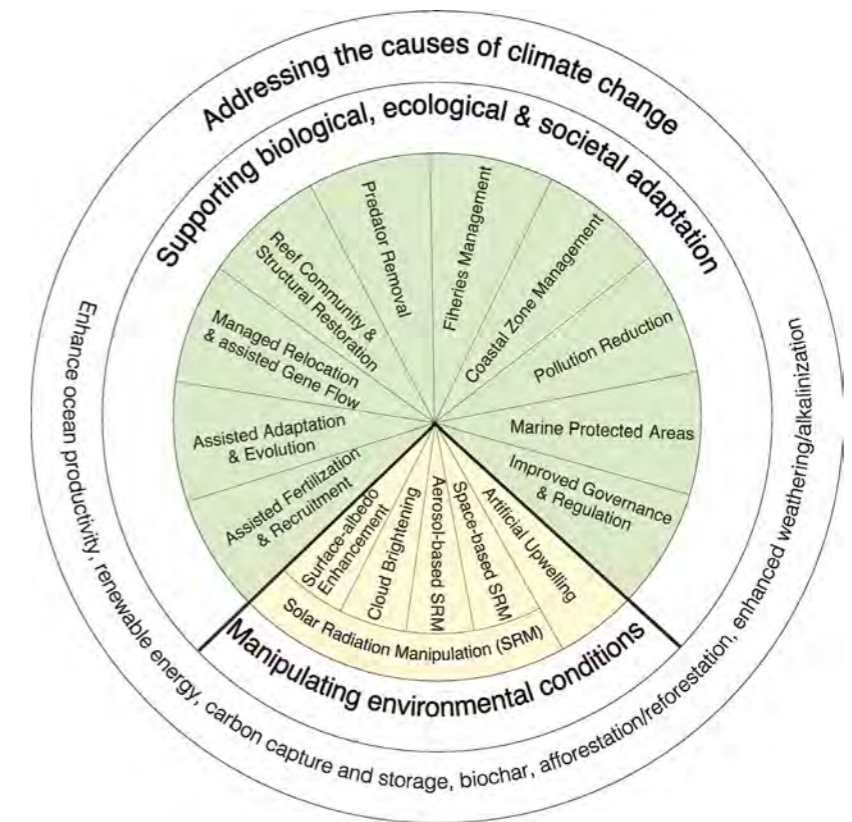 Addressing the causes of climate change
Supporting biological, ecological & societal adaptation
Assisted Fertilization
& Recruitment
Assisted Adaptation
& Evolution
Managed Relocation
& assisted Gene Flow
Reef Community &
Structural Restoration
Predator Removal
Fiheries Management
Coastal Zone Management
Pollution Reduction
Marine Protected Areas
Improved Governance
& Regulation
Surface-albedo
Enhancement
Cloud Brightening
Aerosol-based SRM
Space-based SRM
Artificial Upwelling
Solar Radiation Manipulation (SRM)
Manipulating environmental conditions
Enhance ocean productivity, renewable energy, carbon capture and storage, biochar, afforestation/reforestation, enhanced weathering/alkalinization